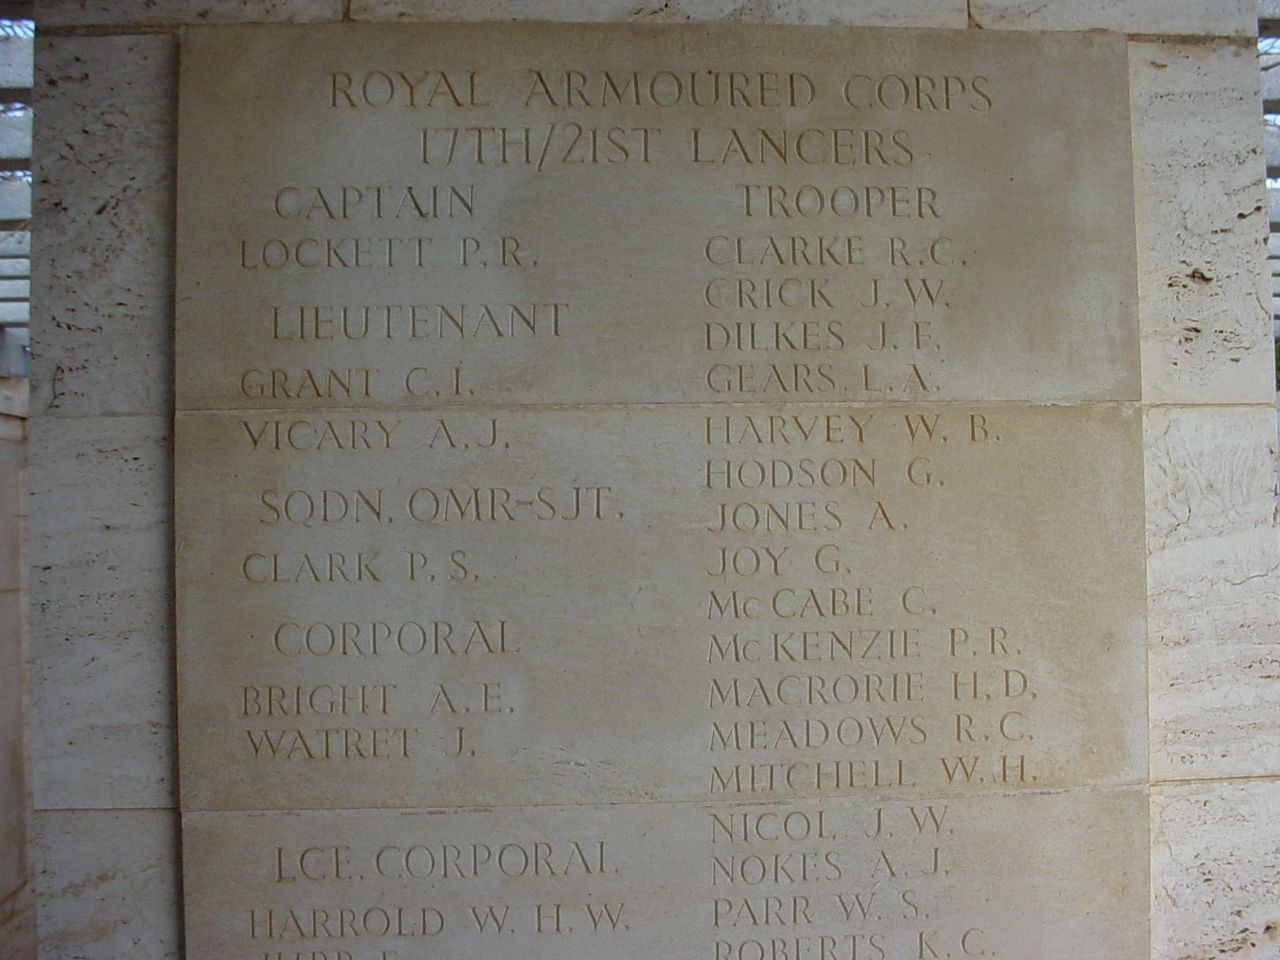 ROYAL ARMOURED CORPS
17TH/21ST LANCERS
CAPTAIN
LOCKETT P.R.
LIEUTENANT
GRANT C.I.
VICARY A.J.
SQDN. QMR-SJT.
CLARK P.S.
CORPORAL
BRIGHT A.E.
WATRET J.
LCE. CORPORAL
HARROLD W.H.W.
TROOPER
CLARKE R.C.
CRICK J.W.
DILKES J.F.
GEARS L.A.
HARVEY W.B.
HODSON G.
JONES A.
JOY G.
McCABE C.
McKENZIE P.R.
MACRORIE H.D.
MEADOWS R.C.
MITCHELL W.H.
NICOL J.W.
NOKES A.J.
PARR W.S.
ROBERTS K.C.